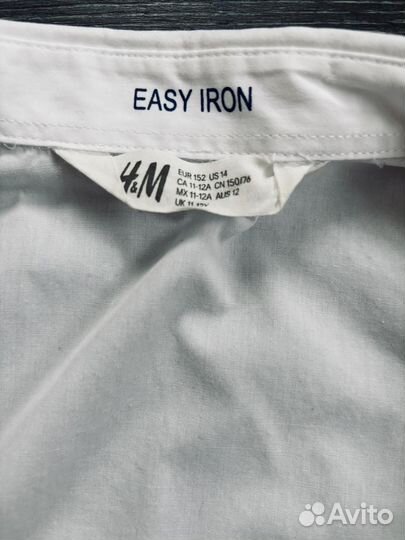 EASY IRON
H&M
EUR 152 US 14
CA 11-12A CN 150/76
MX 11-12A AUS 12
UK 11-12Y
Avito